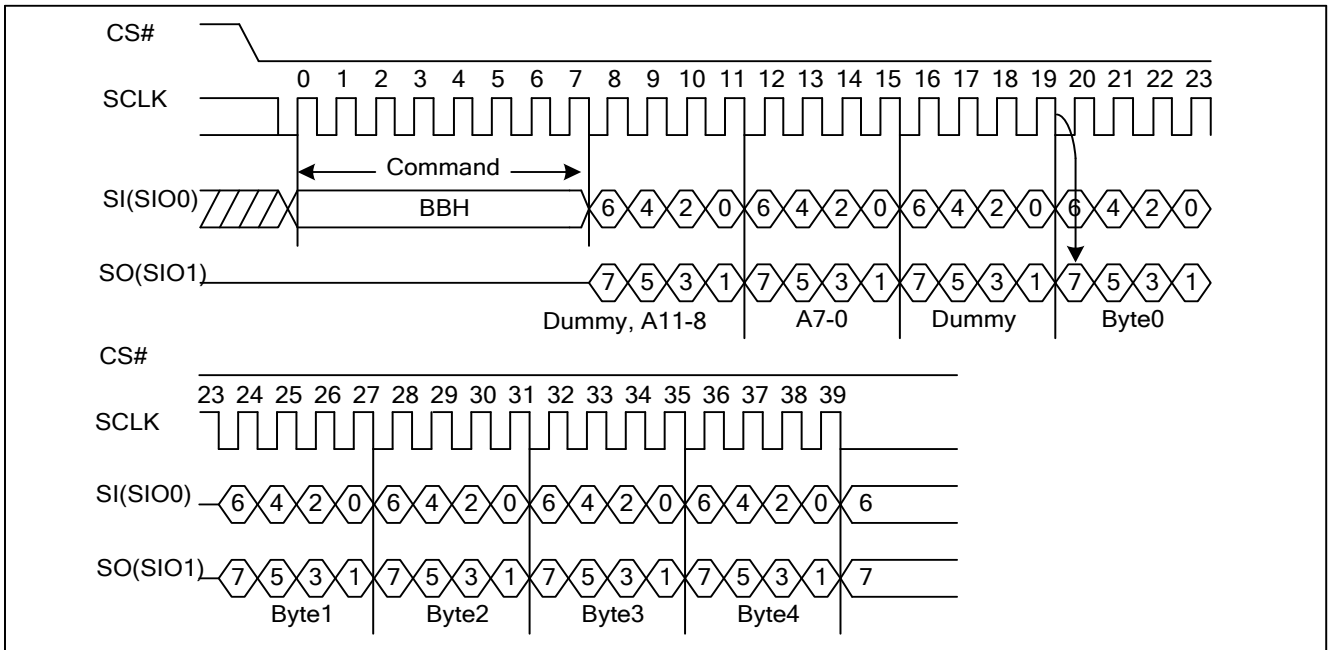 CS#
0 1 2 3 4 5 6 7 8 9 10 11 12 13 14 15 16 17 18 19 20 21 22 23
SCLK
Command
SI(SIO0) BBH 6 4 2 0 6 4 2 0 6 4 2 0 6 4 2 0
SO(SIO1) 7 5 3 1 7 5 3 1 7 5 3 1 7 5 3 1
Dummy, A11-8 A7-0 Dummy Byte0
CS#
23 24 25 26 27 28 29 30 31 32 33 34 35 36 37 38 39
SCLK
SI(SIO0) 6 4 2 0 6 4 2 0 6 4 2 0 6 4 2 0 6
SO(SIO1) 7 5 3 1 7 5 3 1 7 5 3 1 7 5 3 1 7
Byte1 Byte2 Byte3 Byte4